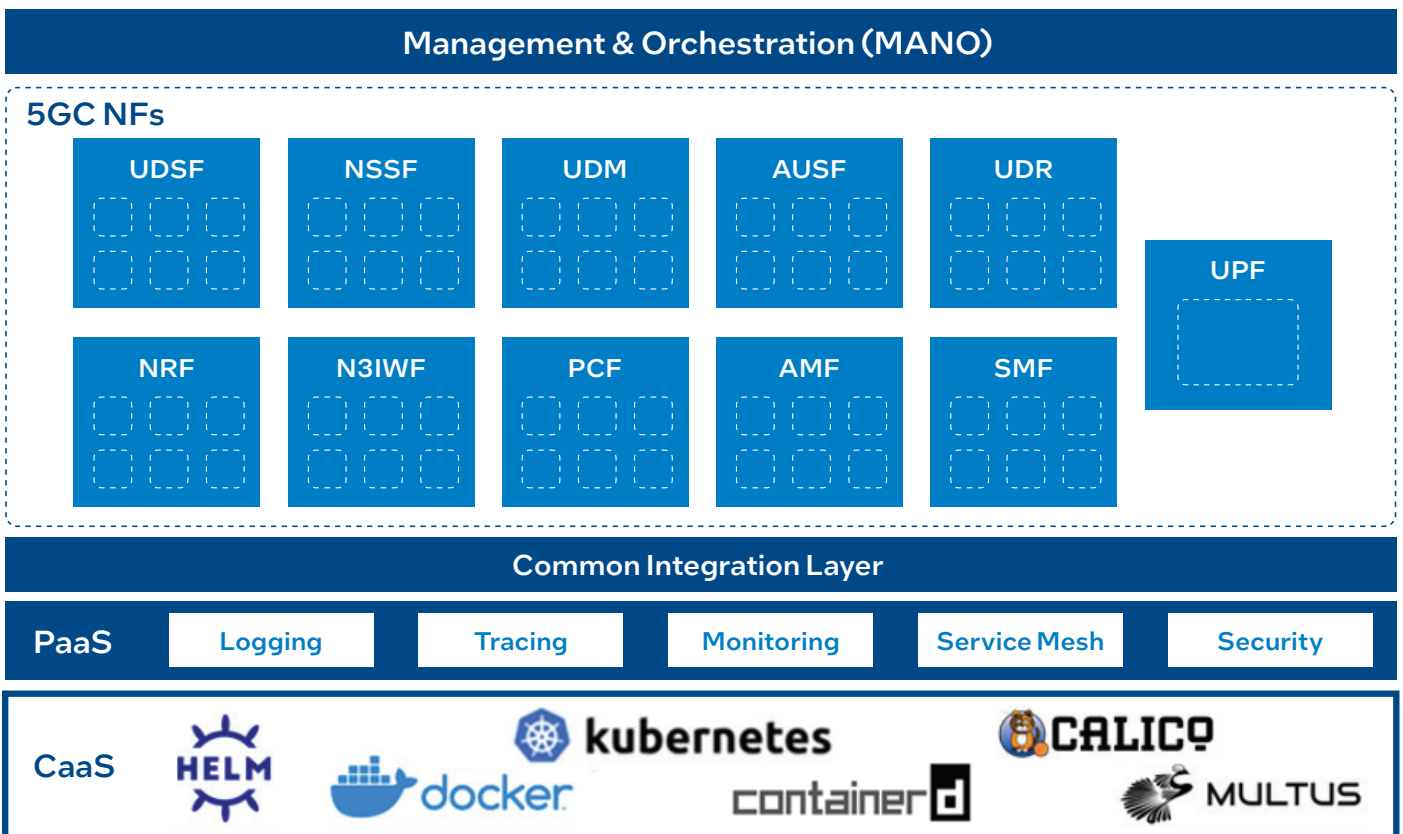 Management & Orchestration (MANO)
5GC NFs
UDSF
NSSF
UDM
AUSF
UDR
UPF
NRF
N3IWF
PCF
AMF
SMF
Common Integration Layer
PaaS
Logging
Tracing
Monitoring
Service Mesh
Security
CaaS
HELM
kubernetes
CALICO
docker
containerd
MULTUS